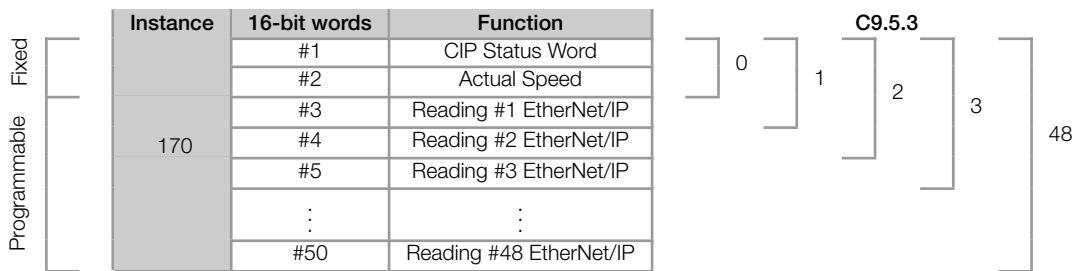 Instance 16-bit words Function C9.5.3
Fixed
#1 CIP Status Word
#2 Actual Speed
0
1
2
3
48
Programmable
170
#3 Reading #1 EtherNet/IP
#4 Reading #2 EtherNet/IP
#5 Reading #3 EtherNet/IP
⋮ ⋮
#50 Reading #48 EtherNet/IP